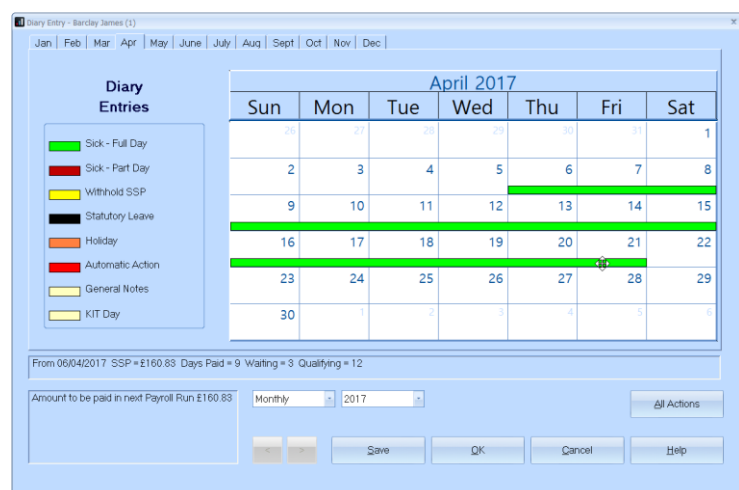 Diary Entry - Barclay James (1)
Jan Feb Mar Apr May June July Aug Sept Oct Nov Dec
Diary
Entries
Sick - Full Day
Sick - Part Day
Withhold SSP
Statutory Leave
Holiday
Automatic Action
General Notes
KIT Day
April 2017
Sun Mon Tue Wed Thu Fri Sat
26 27 28 29 30 31 1
2 3 4 5 6 7 8
9 10 11 12 13 14 15
16 17 18 19 20 21 22
23 24 25 26 27 28 29
30 1 2 3 4 5 6
From 06/04/2017 SSP = £160.83 Days Paid = 9 Waiting = 3 Qualifying = 12
Amount to be paid in next Payroll Run £160.83
Monthly 2017
All Actions
< > Save OK Cancel Help